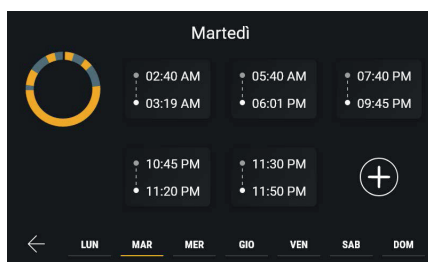 Martedì
02:40 AM
03:19 AM
05:40 AM
06:01 PM
07:40 PM
09:45 PM
10:45 PM
11:20 PM
11:30 PM
11:50 PM
LUN MAR MER GIO VEN SAB DOM